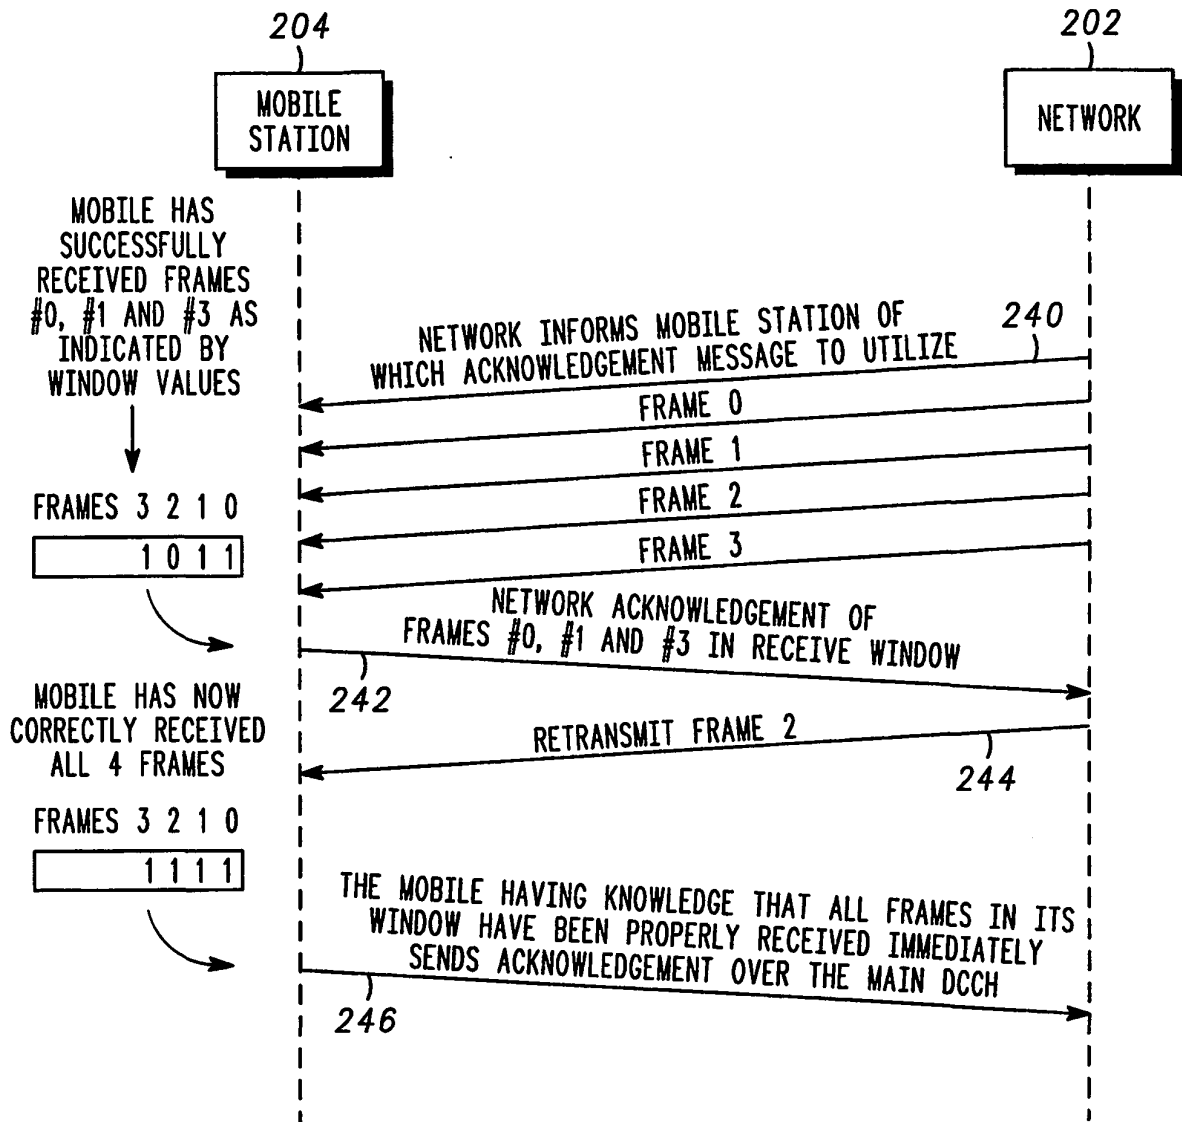 204
202
MOBILE
STATION
NETWORK
MOBILE HAS
SUCCESSFULLY
RECEIVED FRAMES
#0, #1 AND #3 AS
INDICATED BY
WINDOW VALUES
NETWORK INFORMS MOBILE STATION OF
WHICH ACKNOWLEDGEMENT MESSAGE TO UTILIZE
240
FRAME 0
FRAME 1
FRAME 2
FRAME 3
FRAMES 3 2 1 0
1 0 1 1
NETWORK ACKNOWLEDGEMENT OF
FRAMES #0, #1 AND #3 IN RECEIVE WINDOW
242
MOBILE HAS NOW
CORRECTLY RECEIVED
ALL 4 FRAMES
RETRANSMIT FRAME 2
244
FRAMES 3 2 1 0
1 1 1 1
THE MOBILE HAVING KNOWLEDGE THAT ALL FRAMES IN ITS
WINDOW HAVE BEEN PROPERLY RECEIVED IMMEDIATELY
SENDS ACKNOWLEDGEMENT OVER THE MAIN DCCH
246